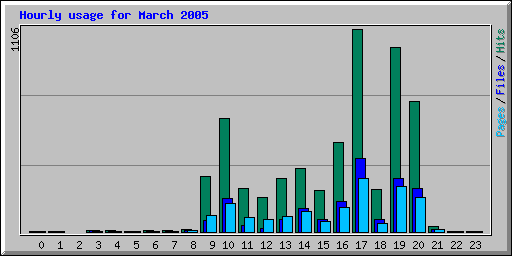 Hourly usage for March 2005
1106
Pages/Files/Hits
0 1 2 3 4 5 6 7 8 9 10 11 12 13 14 15 16 17 18 19 20 21 22 23